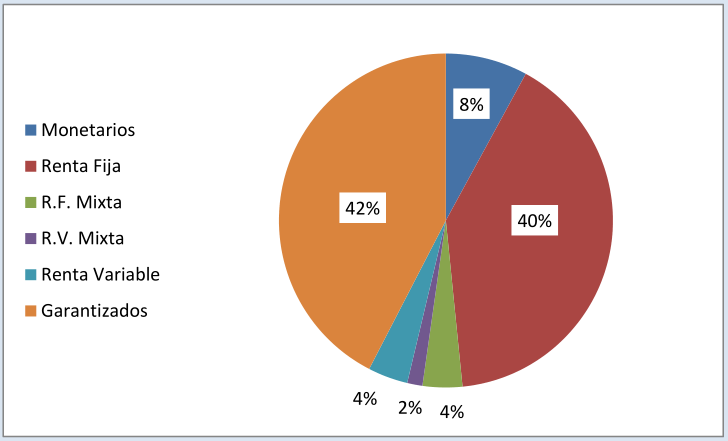 Monetarios
Renta Fija
R.F. Mixta
R.V. Mixta
Renta Variable
Garantizados
8%
40%
4%
2%
4%
42%